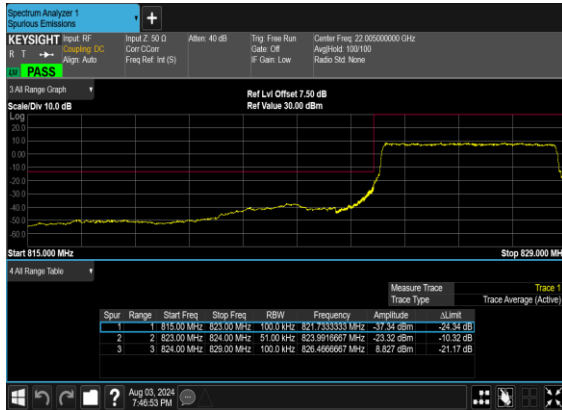 Spectrum Analyzer 1
Spurious Emissions
KEYSIGHT
R T
Input: RF
Coupling: DC
Align: Auto
Input Z: 50 Ω
Corr CCorr
Freq Ref: Int (S)
Atten: 40 dB
Trig: Free Run
Gate: Off
IF Gain: Low
Center Freq: 22.005000000 GHz
Avg|Hold: 100/100
Radio Std: None
PASS
3 All Range Graph
Scale/Div 10.0 dB
Ref Lvl Offset 7.50 dB
Ref Value 30.00 dBm
Log
20.0
10.0
0.00
-10.0
-20.0
-30.0
-40.0
-50.0
-60.0
Start 815.000 MHz
Stop 829.000 MH
4 All Range Table
Measure Trace Trace 1
Trace Type Trace Average (Active)
Spur Range Start Freq Stop Freq RBW Frequency Amplitude ΔLimit
1 1 815.00 MHz 823.00 MHz 100.0 kHz 821.7333333 MHz -37.34 dBm -24.34 dB
2 2 823.00 MHz 824.00 MHz 51.00 kHz 823.9916667 MHz -23.32 dBm -10.32 dB
3 3 824.00 MHz 829.00 MHz 100.0 kHz 826.4666667 MHz 8.827 dBm -21.17 dB
?
Aug 03, 2024
7:46:53 PM